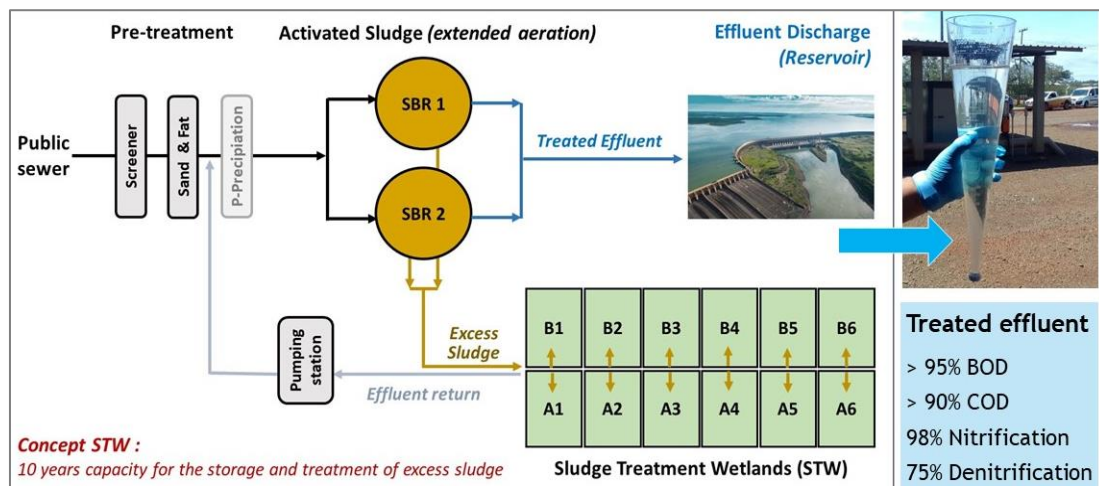 Pre-treatment
Activated Sludge (extended aeration)
Effluent Discharge
(Reservoir)
Public
sewer
Screener
Sand & Fat
P-Precipiation
SBR 1
SBR 2
Treated Effluent
Excess
Sludge
Pumping
station
Effluent return
B1 B2 B3 B4 B5 B6
A1 A2 A3 A4 A5 A6
Concept STW :
10 years capacity for the storage and treatment of excess sludge
Sludge Treatment Wetlands (STW)
Treated effluent
> 95% BOD
> 90% COD
98% Nitrification
75% Denitrification